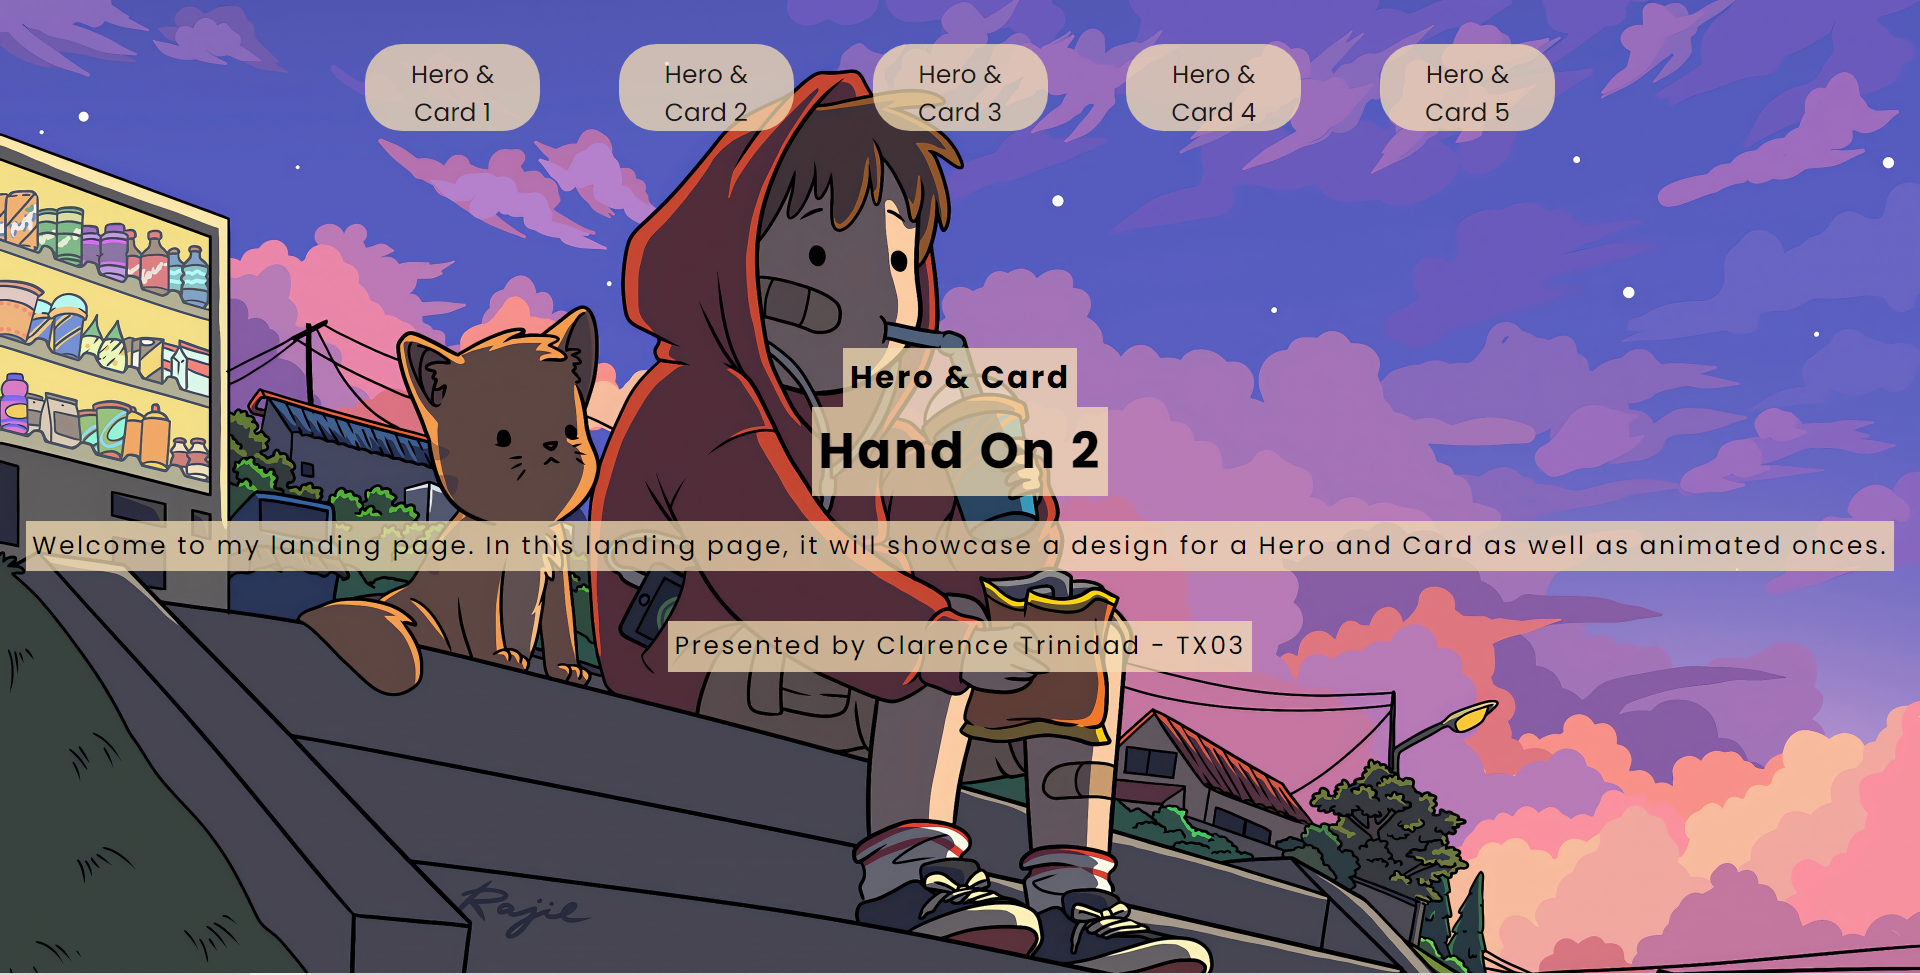 Hero &
Card 1
Hero &
Card 2
Hero &
Card 3
Hero &
Card 4
Hero &
Card 5
Hero & Card
Hand On 2
Welcome to my landing page. In this landing page, it will showcase a design for a Hero and Card as well as animated onces.
Presented by Clarence Trinidad - TX03
Rajie